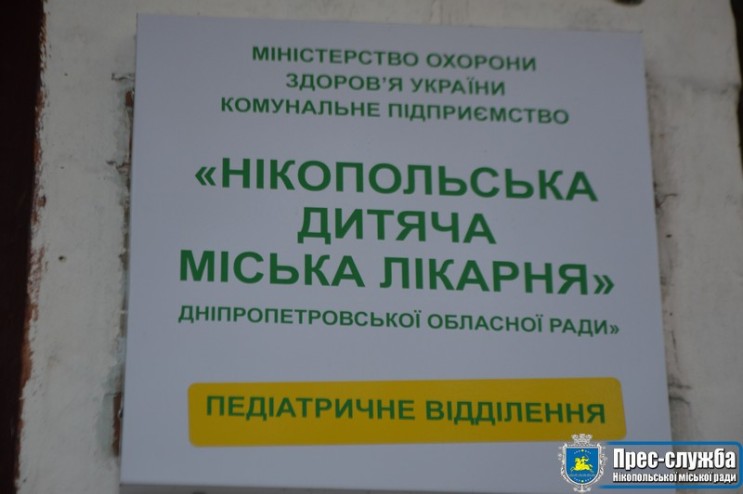 МІНІСТЕРСТВО ОХОРОНИ
ЗДОРОВ'Я УКРАЇНИ
КОМУНАЛЬНЕ ПІДПРИЄМСТВО
«НІКОПОЛЬСЬКА
ДИТЯЧА
МІСЬКА ЛІКАРНЯ»
ДНІПРОПЕТРОВСЬКОЇ ОБЛАСНОЇ РАДИ»
ПЕДІАТРИЧНЕ ВІДДІЛЕННЯ
Прес-служба
Нікопольської міської ради